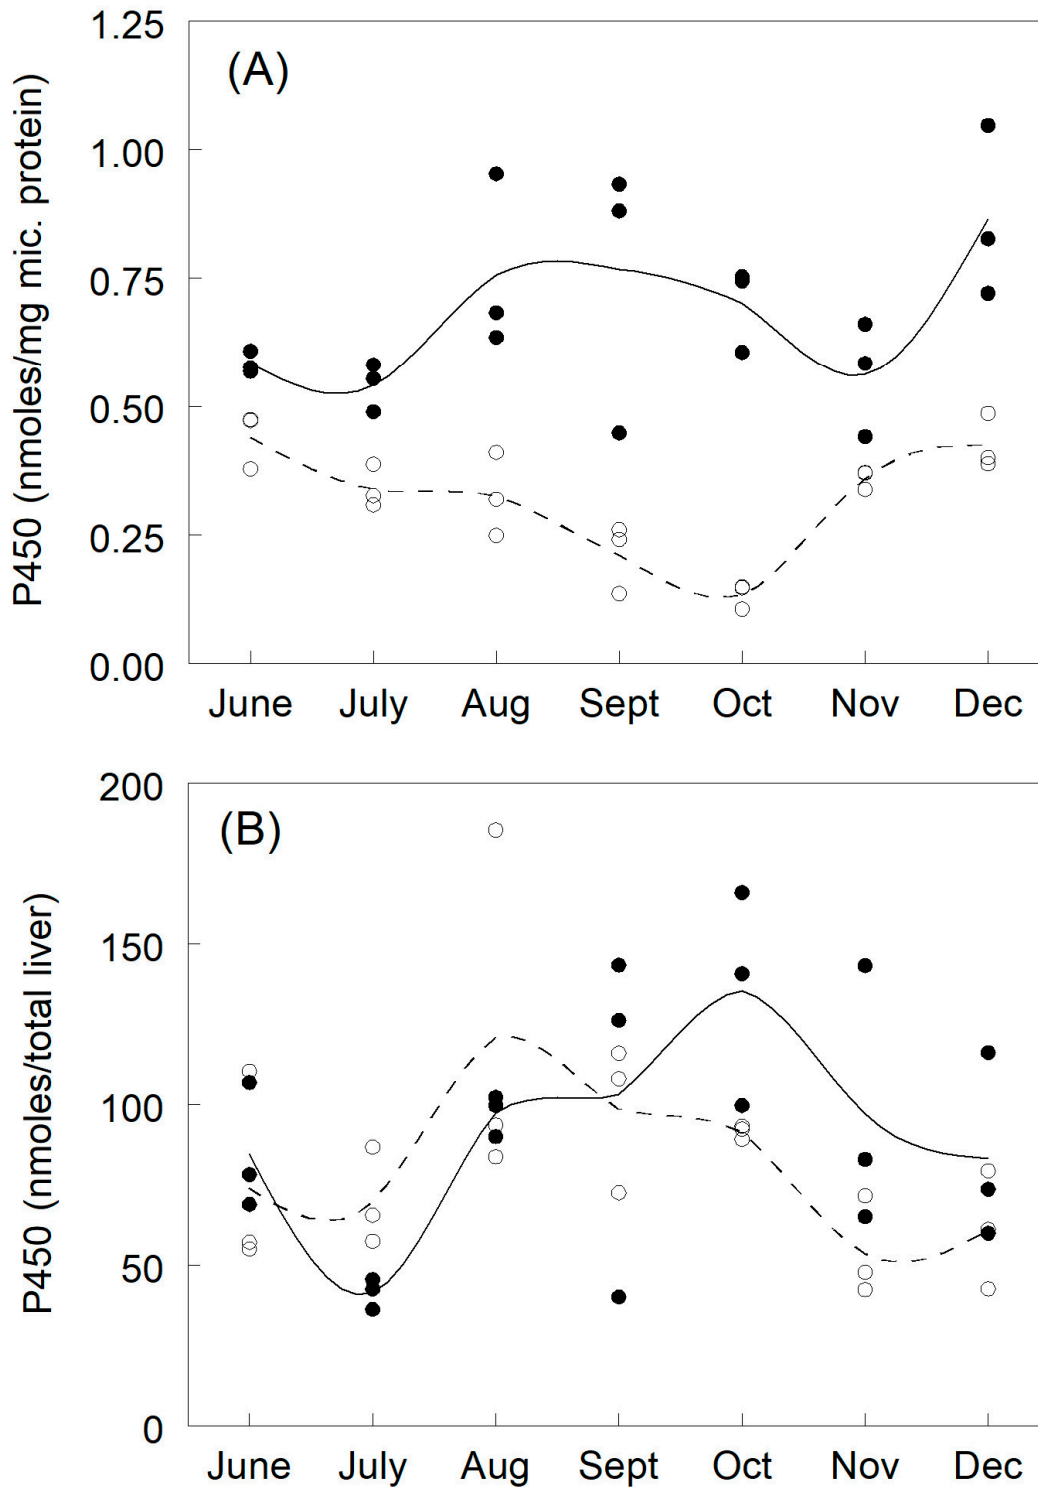 (A)
P450 (nmoles/mg mic. protein)
1.25
1.00
0.75
0.50
0.25
0.00
June July Aug Sept Oct Nov Dec
(B)
P450 (nmoles/total liver)
200
150
100
50
0
June July Aug Sept Oct Nov Dec